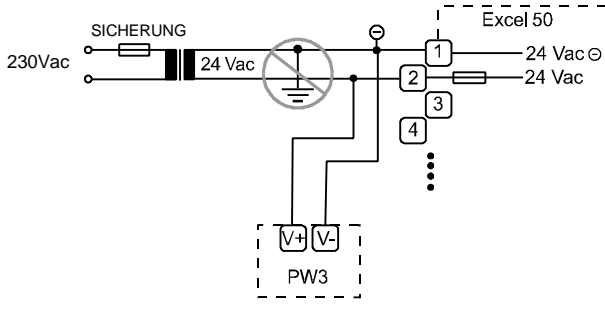 Excel 50
SICHERUNG
230Vac
24 Vac
1
24 Vac ⊖
2
24 Vac
3
4
V+
V-
PW3